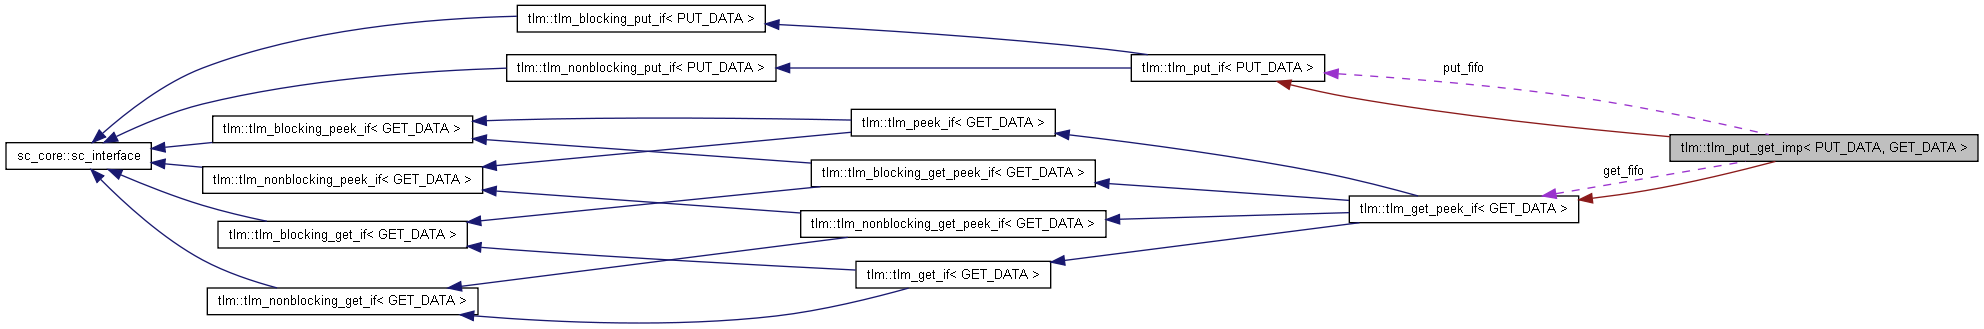 tlm::tlm_blocking_put_if< PUT_DATA >
tlm::tlm_nonblocking_put_if< PUT_DATA >
tlm::tlm_put_if< PUT_DATA >
put_fifo
tlm::tlm_blocking_peek_if< GET_DATA >
tlm::tlm_peek_if< GET_DATA >
sc_core::sc_interface
tlm::tlm_put_get_imp< PUT_DATA, GET_DATA >
tlm::tlm_nonblocking_peek_if< GET_DATA >
tlm::tlm_blocking_get_peek_if< GET_DATA >
get_fifo
tlm::tlm_get_peek_if< GET_DATA >
tlm::tlm_nonblocking_get_peek_if< GET_DATA >
tlm::tlm_blocking_get_if< GET_DATA >
tlm::tlm_get_if< GET_DATA >
tlm::tlm_nonblocking_get_if< GET_DATA >